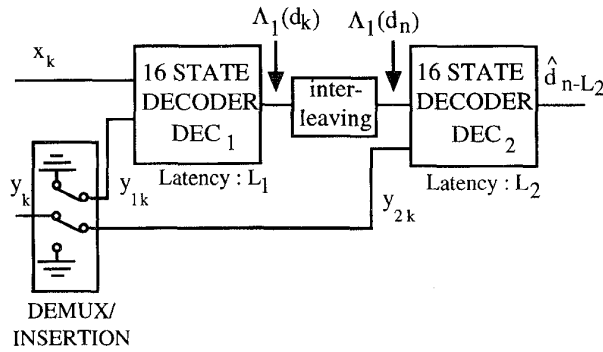 Λ₁(dₖ) Λ₁(dₙ)
xₖ
16 STATE
DECODER
DEC₁
Latency : L₁
inter-
leaving
16 STATE
DECODER
DEC₂
Latency : L₂
d̂ₙ₋L₂
yₖ
y₁ₖ
y₂ₖ
DEMUX/
INSERTION